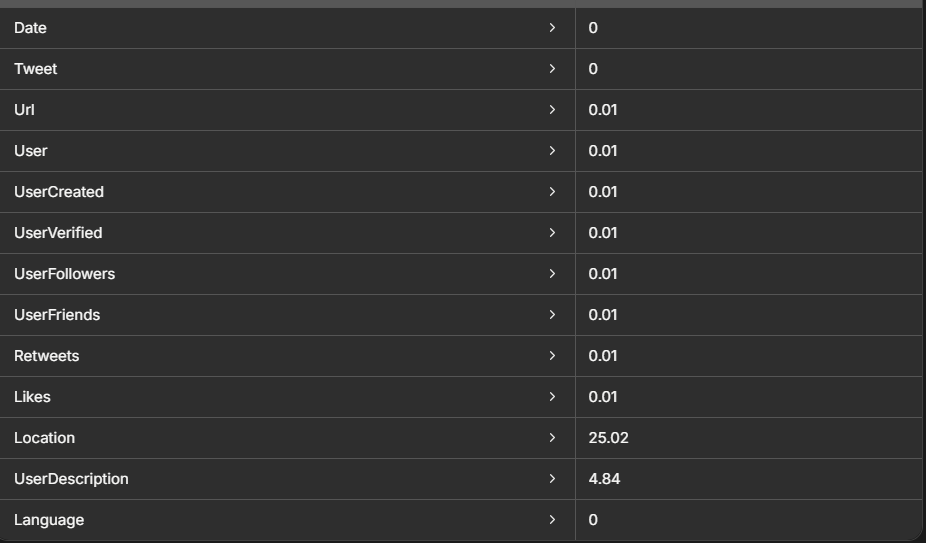 Date 0
Tweet 0
Url 0.01
User 0.01
UserCreated 0.01
UserVerified 0.01
UserFollowers 0.01
UserFriends 0.01
Retweets 0.01
Likes 0.01
Location 25.02
UserDescription 4.84
Language 0